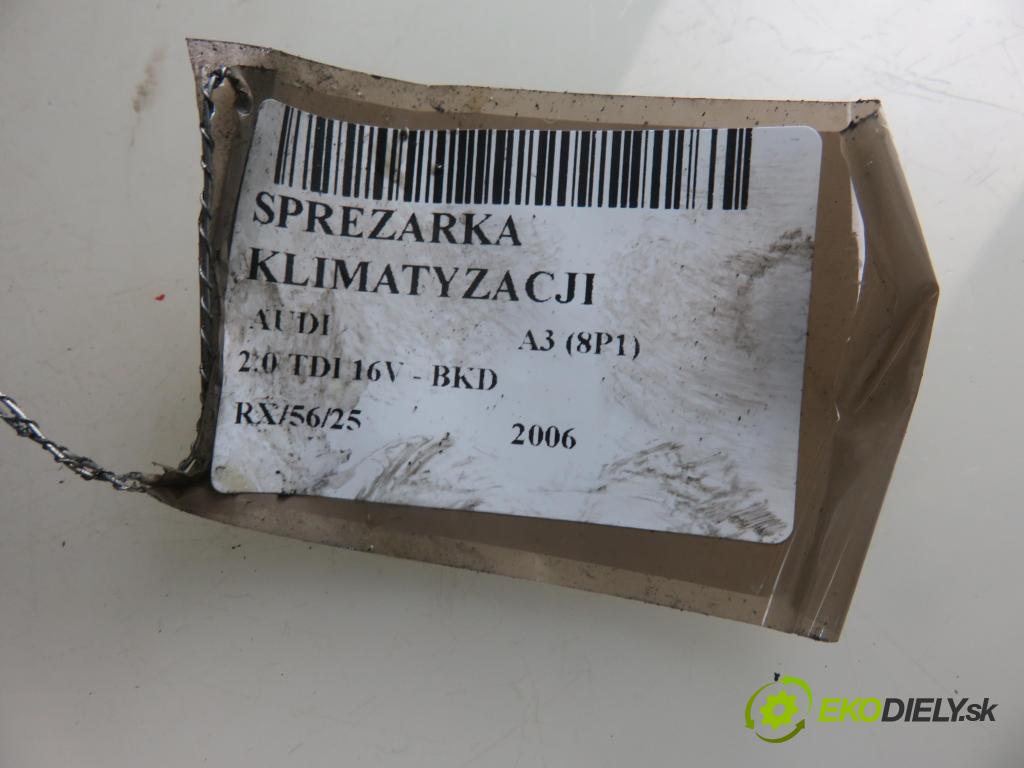 SPREZARKA
KLIMATYZACJI
AUDI A3 (8P1)
2.0 TDI 16V - BKD
RX/56/25 2006
EKODIELY.sk